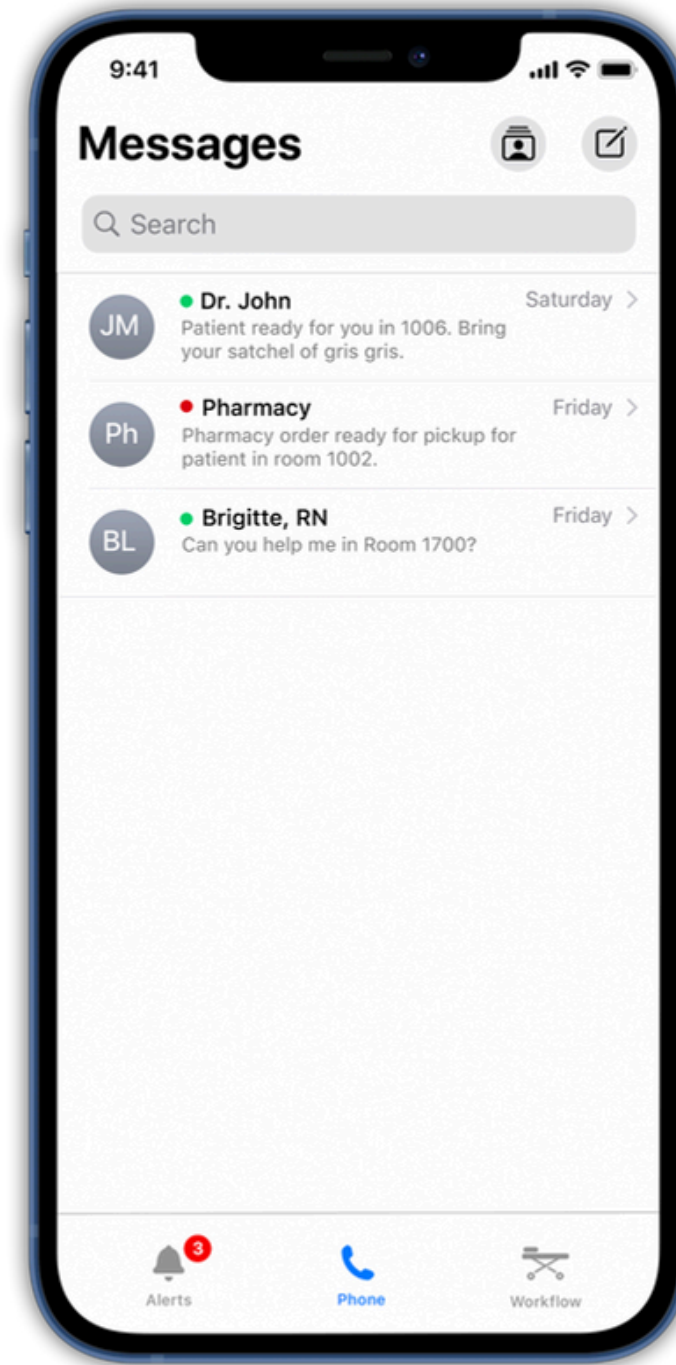 9:41
Messages
Search
JM
Dr. John
Saturday
Patient ready for you in 1006. Bring
your satchel of gris gris.
Ph
Pharmacy
Friday
Pharmacy order ready for pickup for
patient in room 1002.
BL
Brigitte, RN
Friday
Can you help me in Room 1700?
3
Alerts
Phone
Workflow